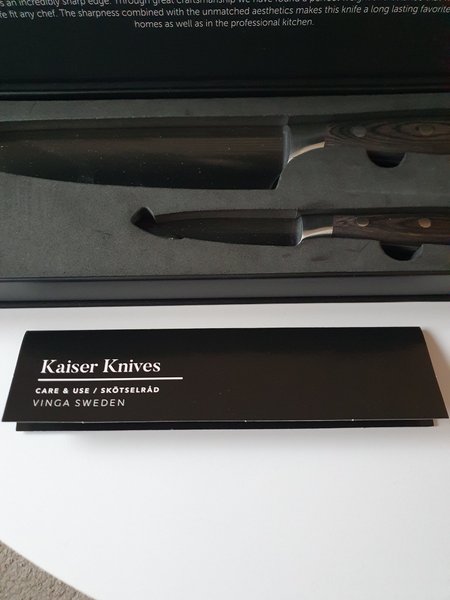 an incredibly sharp edge. Through great craftsmanship we have found a
fit any chef. The sharpness combined with the unmatched aesthetics makes this knife a long lasting favorite
homes as well as in the professional kitchen.
Kaiser Knives
CARE & USE / SKÖTSELRÅD
VINGA SWEDEN